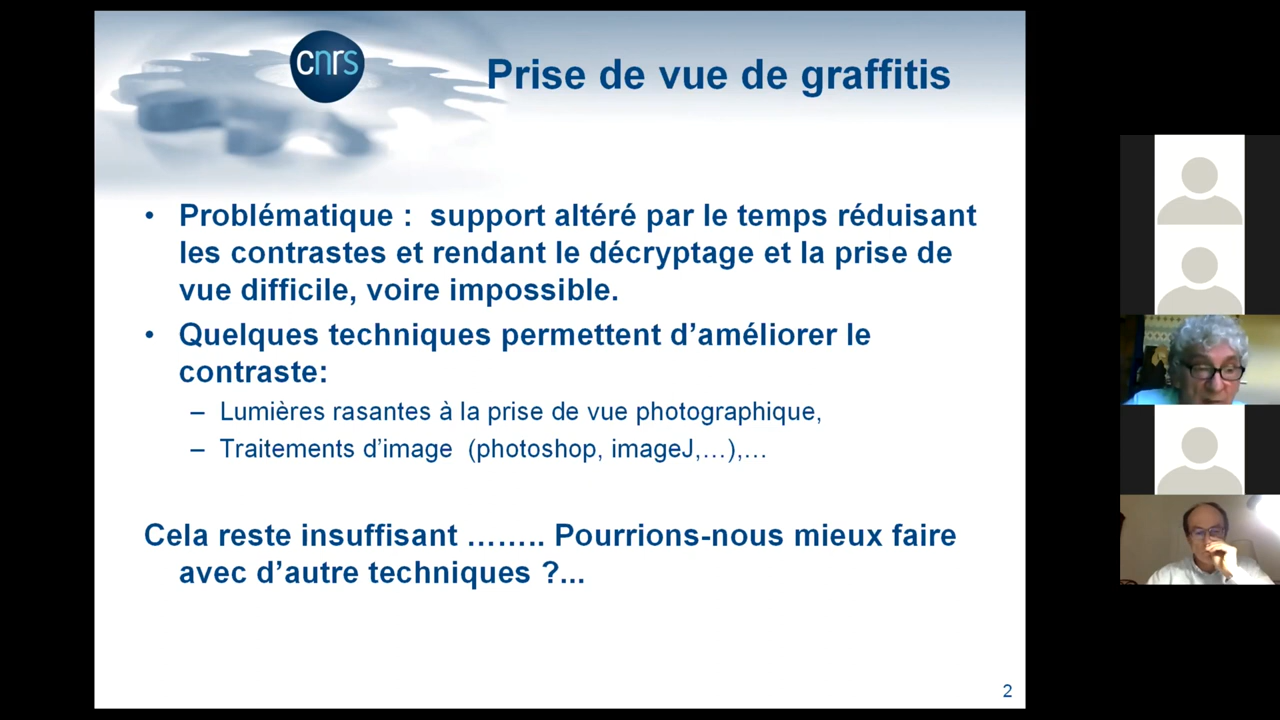 cnrs
Prise de vue de graffitis
• Problématique :  support altéré par le temps réduisant
les contrastes et rendant le décryptage et la prise de
vue difficile, voire impossible.
• Quelques techniques permettent d’améliorer le
contraste:
– Lumières rasantes à la prise de vue photographique,
– Traitements d’image  (photoshop, imageJ,…),…
Cela reste insuffisant …….. Pourrions-nous mieux faire
avec d’autre techniques ?...
2